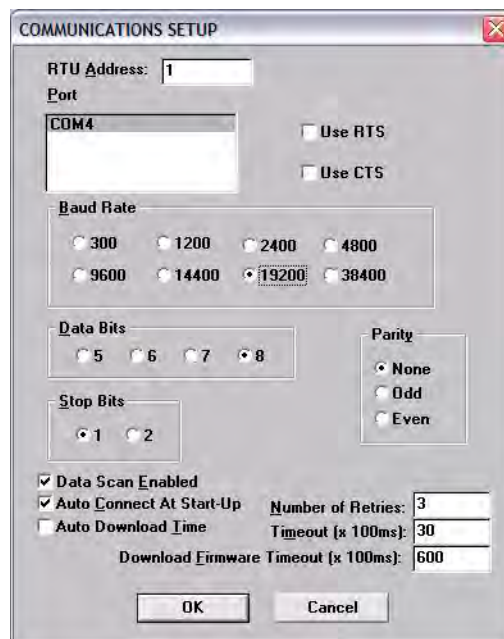 COMMUNICATIONS SETUP
RTU Address: 1
Port
COM4
Use RTS
Use CTS
Baud Rate
300 1200 2400 4800
9600 14400 19200 38400
Data Bits
5 6 7 8
Parity
None
Odd
Even
Stop Bits
1 2
Data Scan Enabled
Auto Connect At Start-Up
Auto Download Time
Number of Retries: 3
Timeout (x 100ms): 30
Download Firmware Timeout (x 100ms): 600
OK Cancel